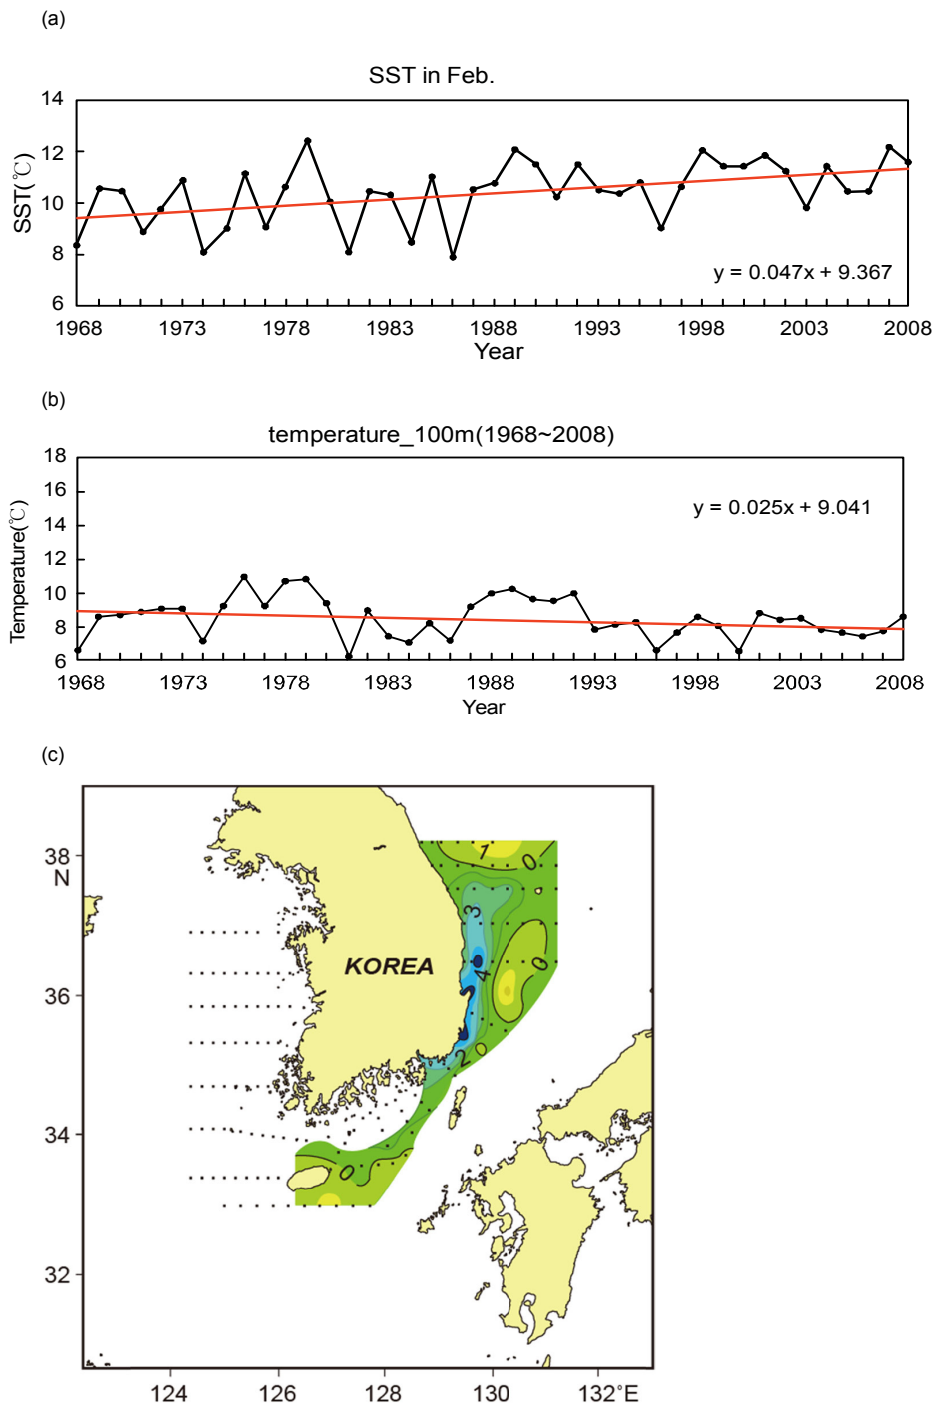 (a)
SST in Feb.
14
12
10
8
6
SST(℃)
y = 0.047x + 9.367
1968 1973 1978 1983 1988 1993 1998 2003 2008
Year
(b)
temperature_100m(1968~2008)
18
16
14
12
10
8
6
Temperature(℃)
y = 0.025x + 9.041
1968 1973 1978 1983 1988 1993 1998 2003 2008
Year
(c)
38
N
36
34
32
1
0
3
KOREA
4
0
2
0
0
124 126 128 130 132°E